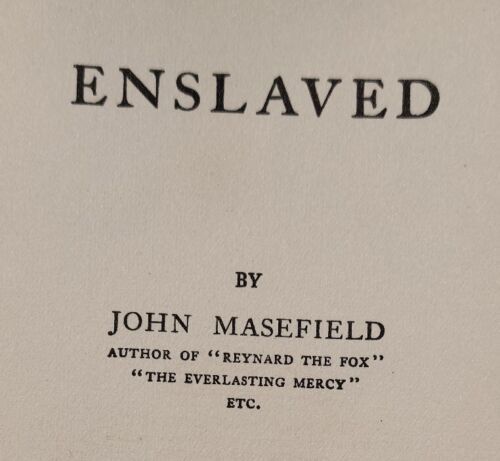 ENSLAVED
BY
JOHN MASEFIELD
AUTHOR OF "REYNARD THE FOX"
"THE EVERLASTING MERCY"
ETC.